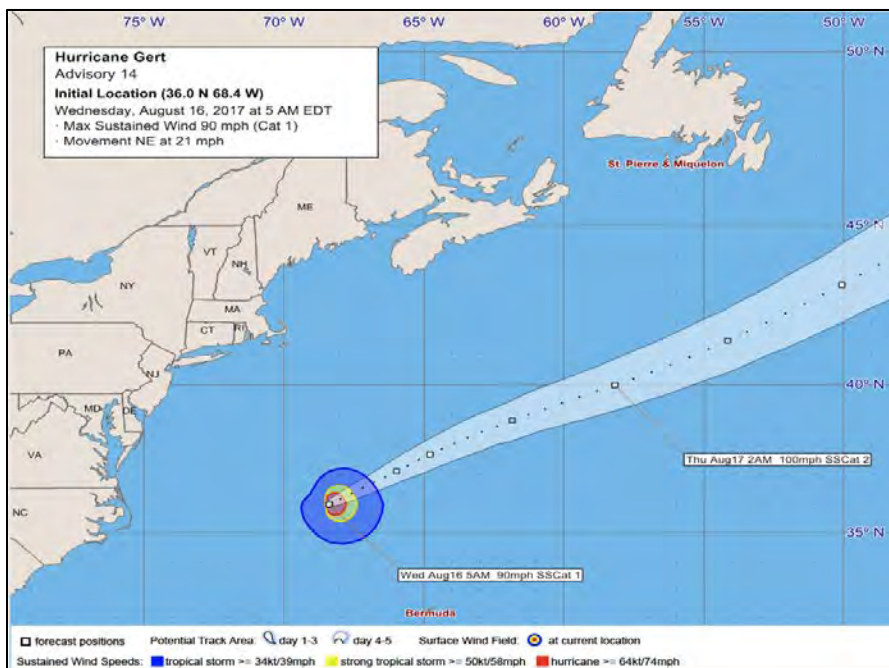 75° W 70° W 65° W 60° W 55° W 50° W
Hurricane Gert
Advisory 14
Initial Location (36.0 N 68.4 W)
Wednesday, August 16, 2017 at 5 AM EDT
· Max Sustained Wind 90 mph (Cat 1)
· Movement NE at 21 mph
50° N
St. Pierre & Miquelon
ME
45° N
VT
NH
NY
MA
CT RI
PA
NJ
40° N
MD DE
VA
Thu Aug17 2AM 100mph SSCat 2
NC
35° N
Wed Aug16 5AM 90mph SSCat 1
Bermuda
forecast positions Potential Track Area: day 1-3 day 4-5 Surface Wind Field: at current location
Sustained Wind Speeds: tropical storm >= 34kt/39mph strong tropical storm >= 50kt/58mph hurricane >= 64kt/74mph